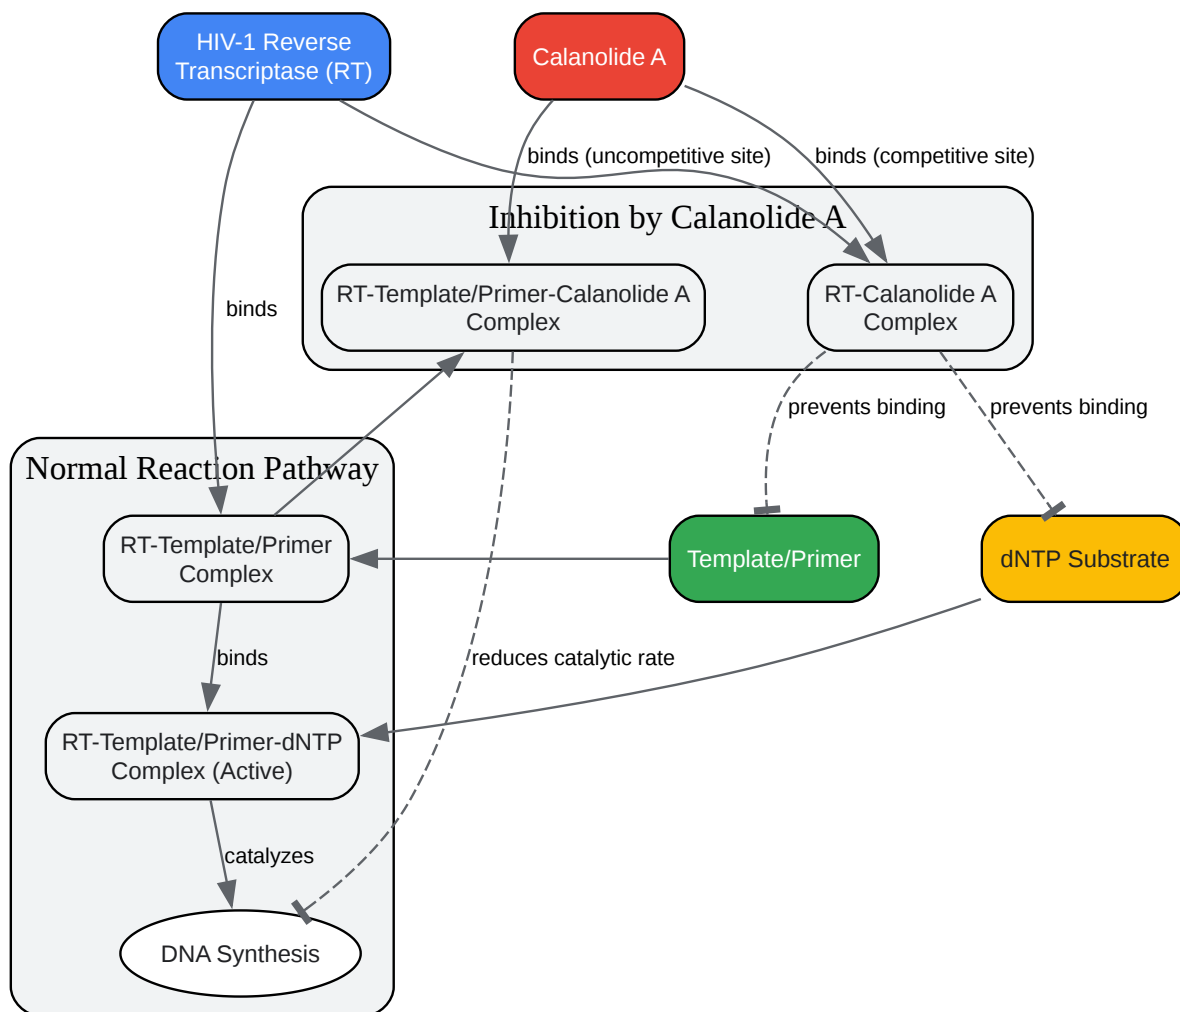 HIV-1 Reverse
Transcriptase (RT)
Calanolide A
binds (uncompetitive site)
binds (competitive site)
Inhibition by Calanolide A
RT-Template/Primer-Calanolide A
Complex
RT-Calanolide A
Complex
binds
prevents binding
prevents binding
Normal Reaction Pathway
RT-Template/Primer
Complex
Template/Primer
dNTP Substrate
binds
reduces catalytic rate
RT-Template/Primer-dNTP
Complex (Active)
catalyzes
DNA Synthesis